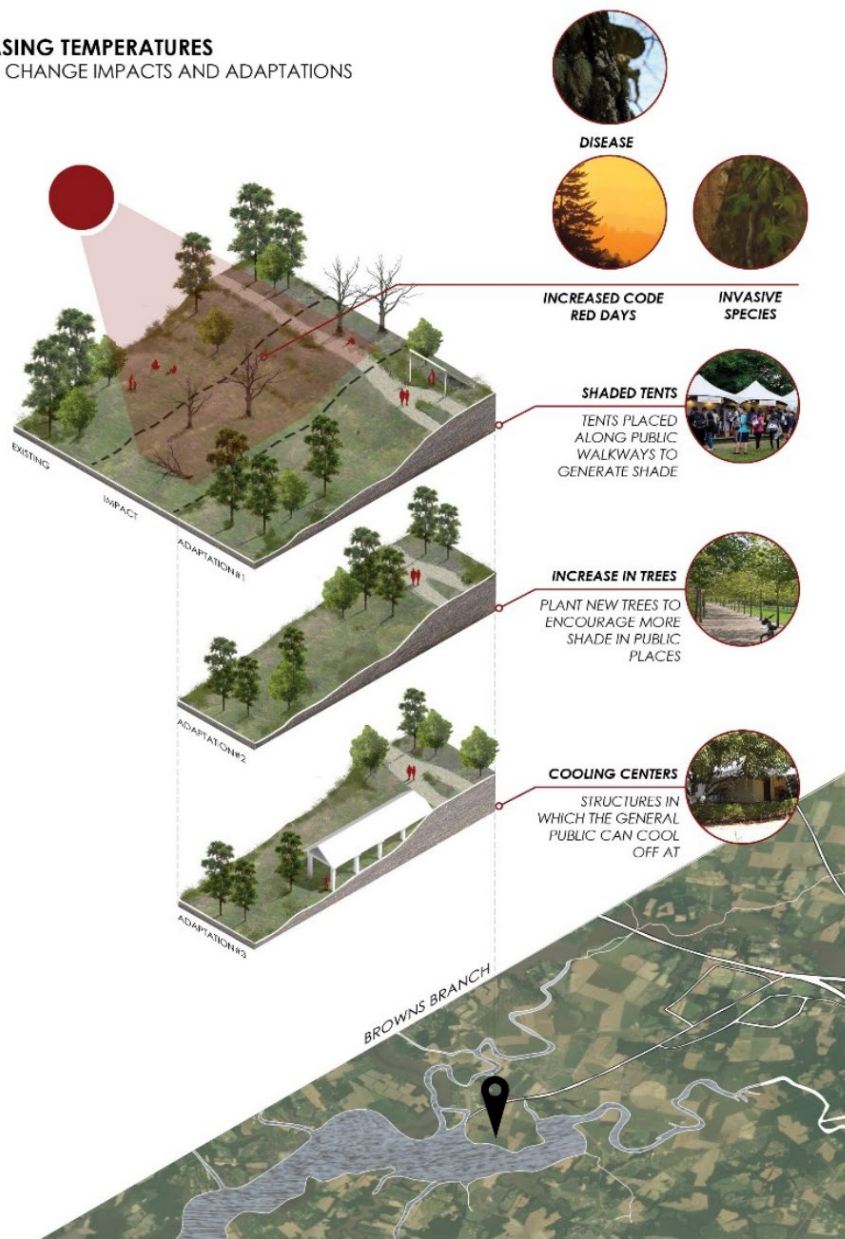 ASING TEMPERATURES
CHANGE IMPACTS AND ADAPTATIONS
DISEASE
INCREASED CODE
RED DAYS
INVASIVE
SPECIES
SHADED TENTS
TENTS PLACED
ALONG PUBLIC
WALKWAYS TO
GENERATE SHADE
EXISTING
IMPACT
ADAPTATION#1
INCREASE IN TREES
PLANT NEW TREES TO
ENCOURAGE MORE
SHADE IN PUBLIC
PLACES
ADAPTATION#2
COOLING CENTERS
STRUCTURES IN
WHICH THE GENERAL
PUBLIC CAN COOL
OFF AT
ADAPTATION#3
BROWNS BRANCH